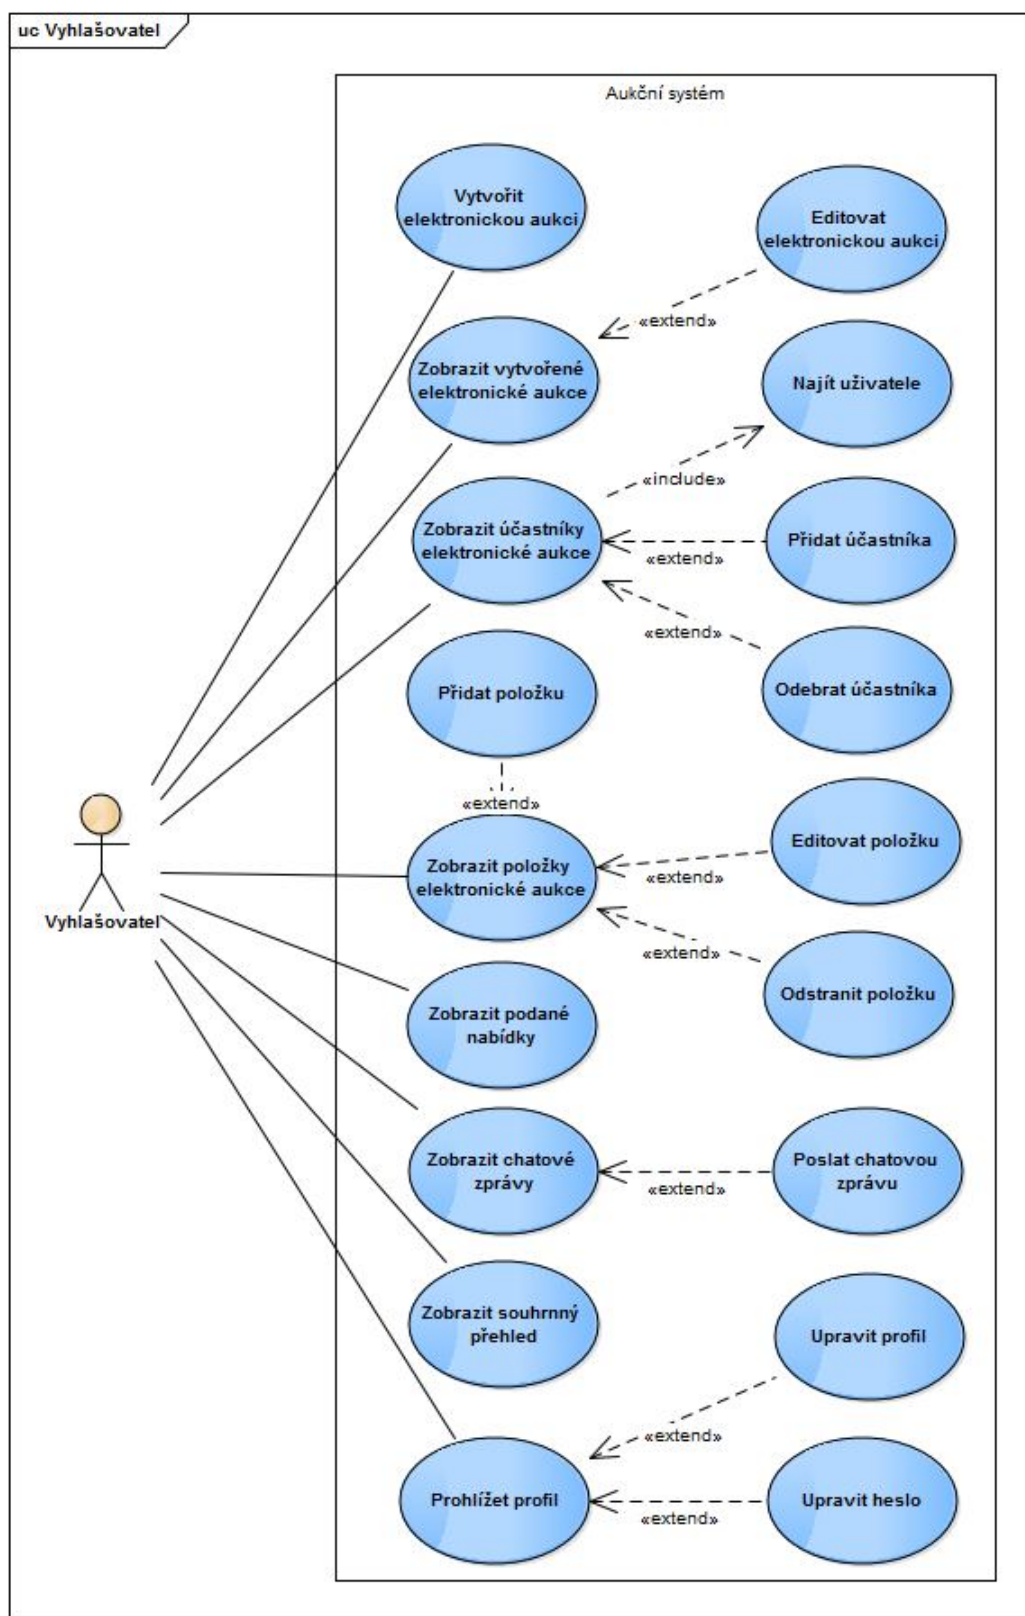 uc Vyhlašovatel
Aukční systém
Vytvořit
elektronickou aukci
Editovat
elektronickou aukci
«extend»
Zobrazit vytvořené
elektronické aukce
Najít uživatele
«include»
Zobrazit účastníky
elektronické aukce
Přidat účastníka
«extend»
«extend»
Přidat položku
Odebrat účastníka
«extend»
Editovat položku
Zobrazit položky
elektronické aukce
«extend»
Vyhlašovatel
«extend»
Odstranit položku
Zobrazit podané
nabídky
Zobrazit chatové
zprávy
Poslat chatovou
zprávu
«extend»
Zobrazit souhrnný
přehled
Upravit profil
«extend»
Prohlížet profil
Upravit heslo
«extend»